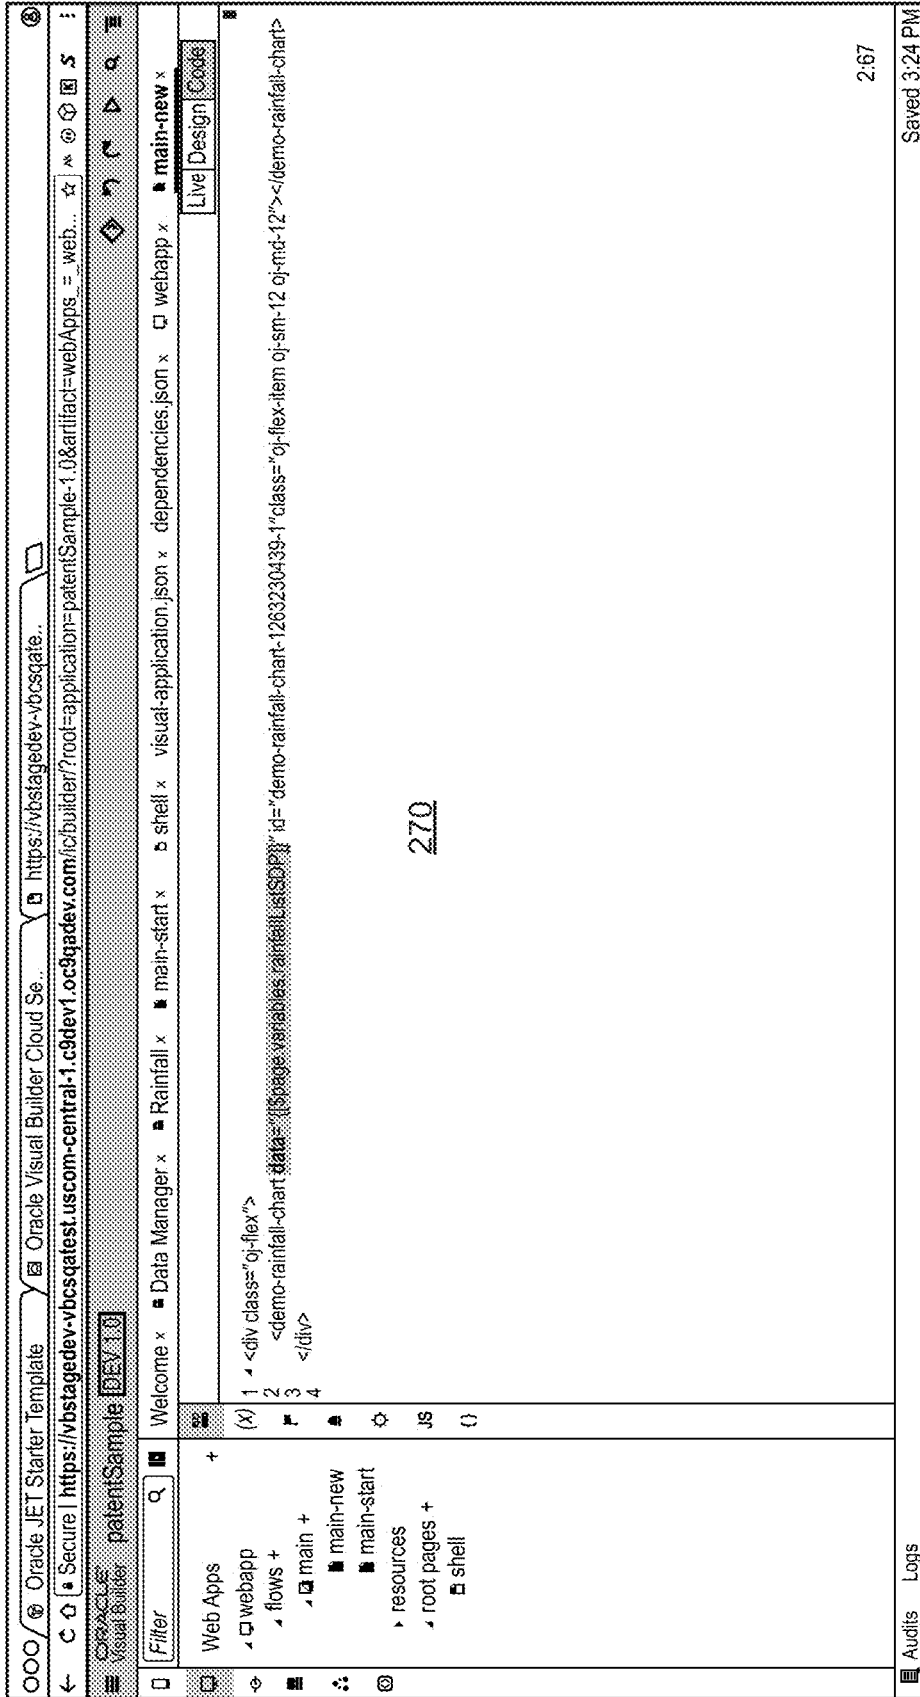 Oracle JET Starter Template
Oracle Visual Builder Cloud Se..
https://vbstagedev-vbcsqate..
Secure | https://vbstagedev-vbcsqatest.uscom-central-1.c9dev1.oc9qadev.com/ic/builder/?root=application=patentSample-1.0&artifact=webApps_=_web...
ORACLE
Visual Builder
patentSample DEV 1.0
Filter
Welcome x Data Manager x Rainfall x main-start x shell x visual-application.json x dependencies.json x webapp x main-new x
Web Apps +
Live Design Code
webapp
flows +
main +
main-new
main-start
resources
root pages +
shell
(x)
JS
{}
1 <div class="oj-flex">
2 <demo-rainfall-chart data="{{$page.variables.rainfallListSDP}}" id="demo-rainfall-chart-1263230439-1"class="oj-flex-item oj-sm-12 oj-md-12"></demo-rainfall-chart>
3 </div>
4
270
2:67
Audits Logs
Saved 3:24 PM